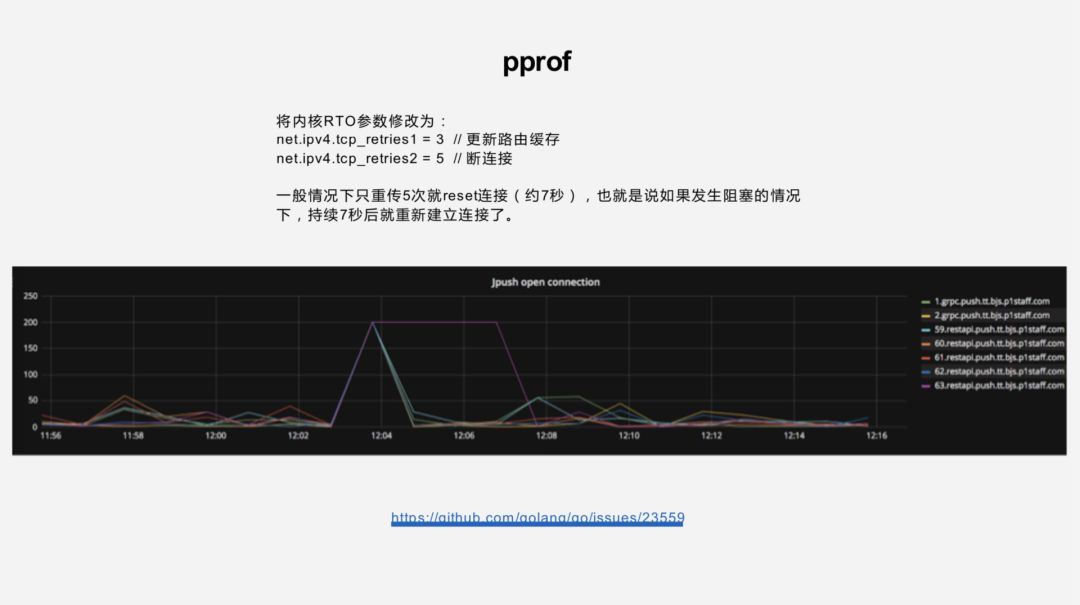 pprof
将内核RTO参数修改为：
net.ipv4.tcp_retries1 = 3  // 更新路由缓存
net.ipv4.tcp_retries2 = 5  // 断连接
一般情况下只重传5次就reset连接（约7秒），也就是说如果发生阻塞的情况
下，持续7秒后就重新建立连接了。
Jpush open connection
250
200
150
100
50
0
11:56 11:58 12:00 12:02 12:04 12:06 12:08 12:10 12:12 12:14 12:16
1.grpc.push.tt.bjs.p1staff.com
2.grpc.push.tt.bjs.p1staff.com
59.restapi.push.tt.bjs.p1staff.com
60.restapi.push.tt.bjs.p1staff.com
61.restapi.push.tt.bjs.p1staff.com
62.restapi.push.tt.bjs.p1staff.com
63.restapi.push.tt.bjs.p1staff.com
https://github.com/golang/go/issues/23559